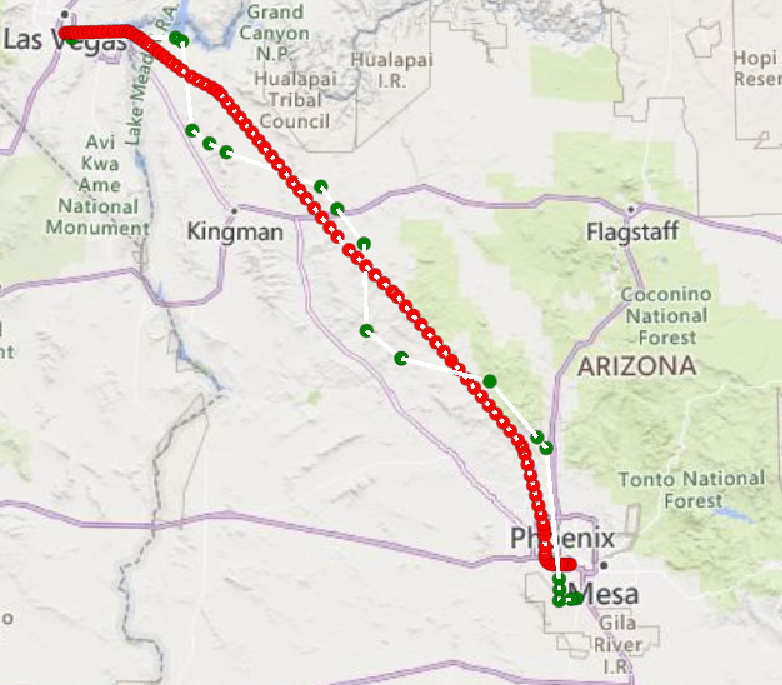 Grand
Canyon
N.P.
Las Vegas
R.A.
Lake Mead
Hualapai
I.R.
Hopi
Reser
Hualapai
Tribal
Council
Avi
Kwa
Ame
National
Monument
Kingman
Flagstaff
Coconino
National
Forest
nt
ARIZONA
Tonto National
Forest
Phoenix
Mesa
Gila
River
I.R.
o